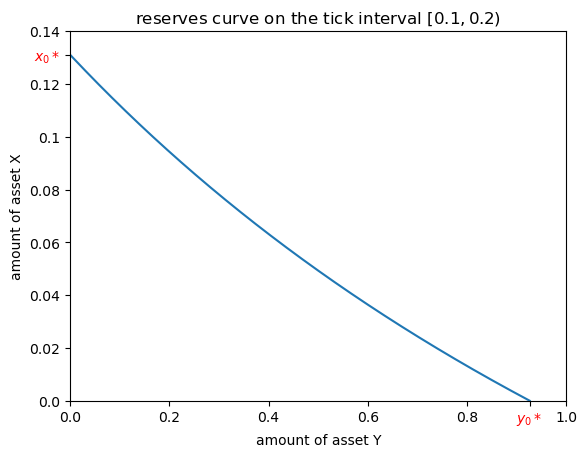 reserves curve on the tick interval [0.1, 0.2)
0.14
x₀*
0.12
0.1
0.08
0.06
0.04
0.02
0.0
amount of asset X
0.0 0.2 0.4 0.6 0.8 1.0
y₀*
amount of asset Y